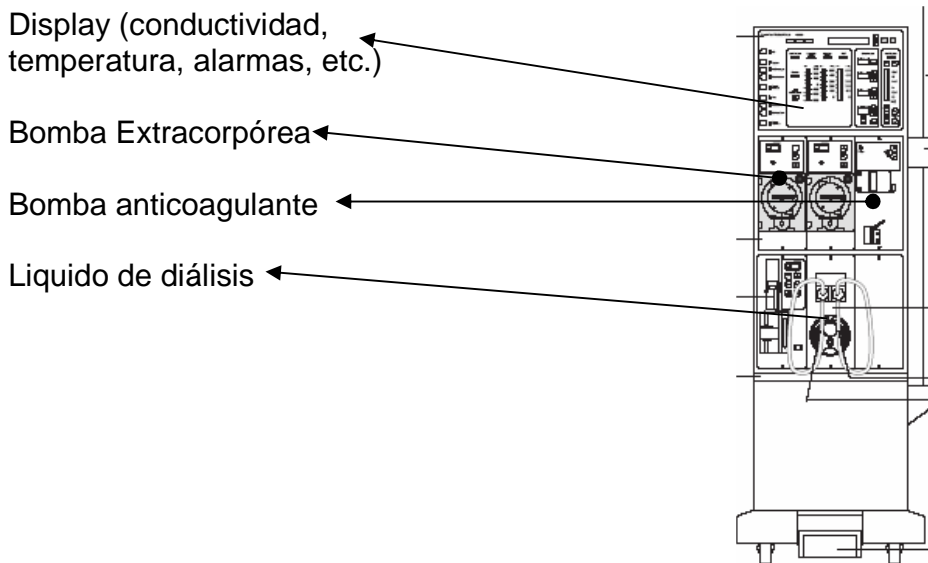 Display (conductividad,
temperatura, alarmas, etc.)
Bomba Extracorpórea
Bomba anticoagulante
Liquido de diálisis